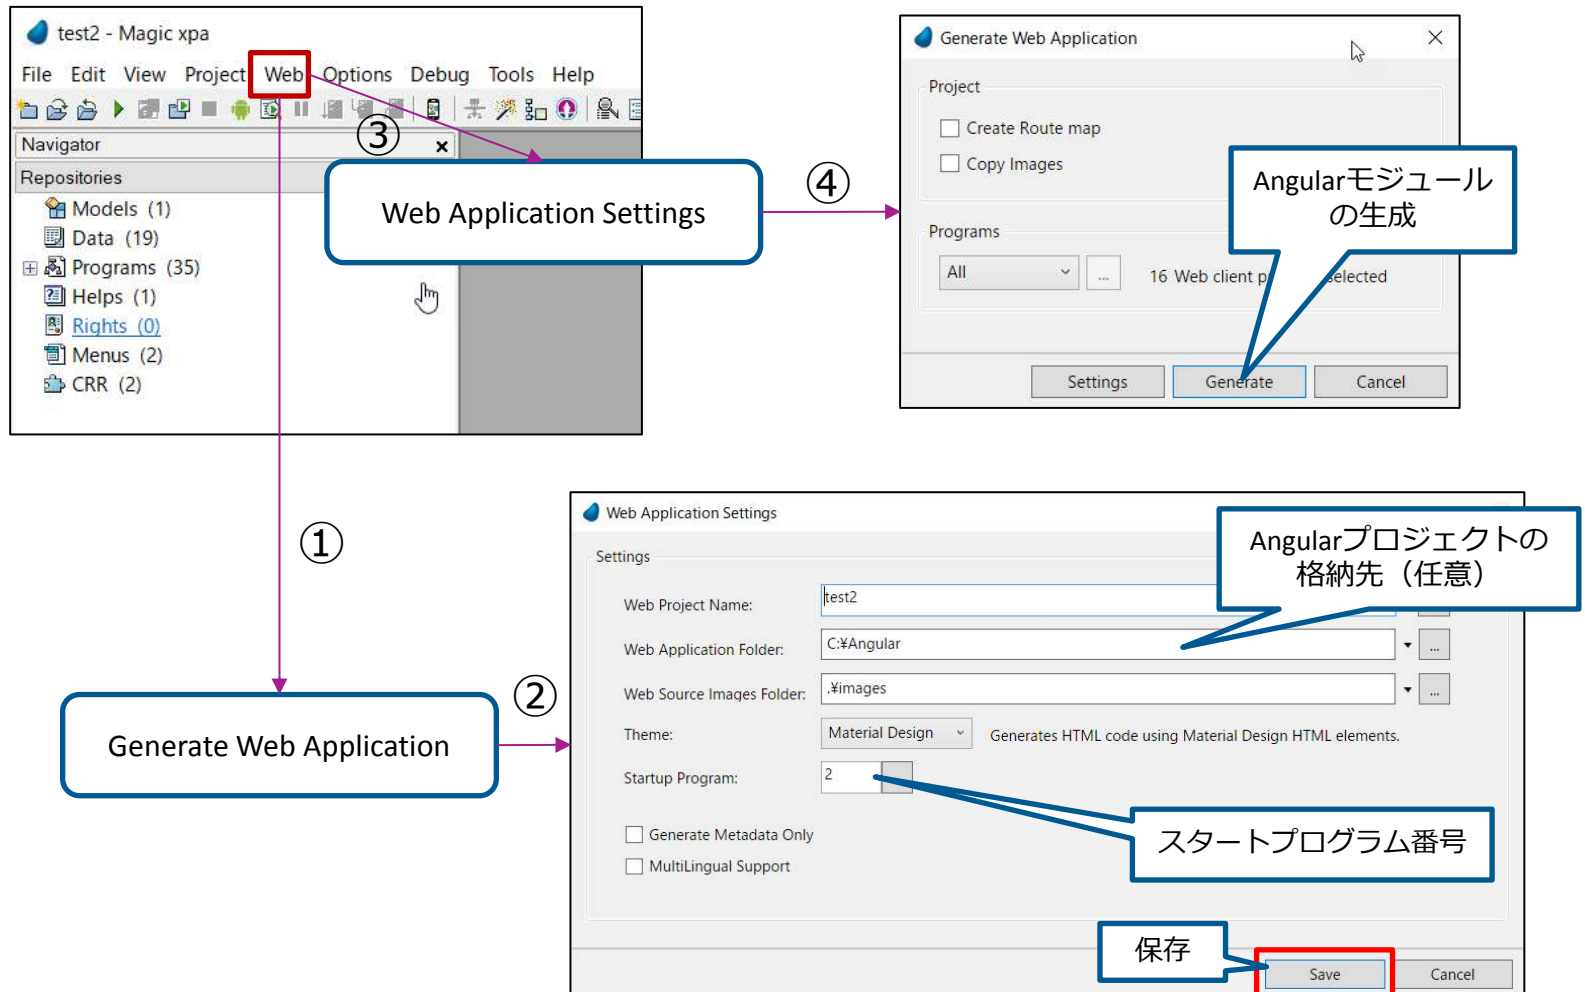 test2 - Magic xpa
File Edit View Project Web Options Debug Tools Help
Navigator
Repositories
Models (1)
Data (19)
Programs (35)
Helps (1)
Rights (0)
Menus (2)
CRR (2)
③
Web Application Settings
④
Generate Web Application
Project
Create Route map
Copy Images
Angularモジュール
の生成
Programs
All
...
16 Web client p
selected
Settings
Generate
Cancel
①
Generate Web Application
②
Web Application Settings
Settings
Angularプロジェクトの
格納先（任意）
Web Project Name:
test2
Web Application Folder:
C:¥Angular
...
Web Source Images Folder:
.¥images
...
Theme:
Material Design
Generates HTML code using Material Design HTML elements.
Startup Program:
2
スタートプログラム番号
Generate Metadata Only
MultiLingual Support
保存
Save
Cancel